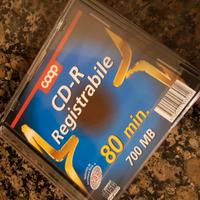 coop
CD-R
Registrabile
80 min.
700 MB